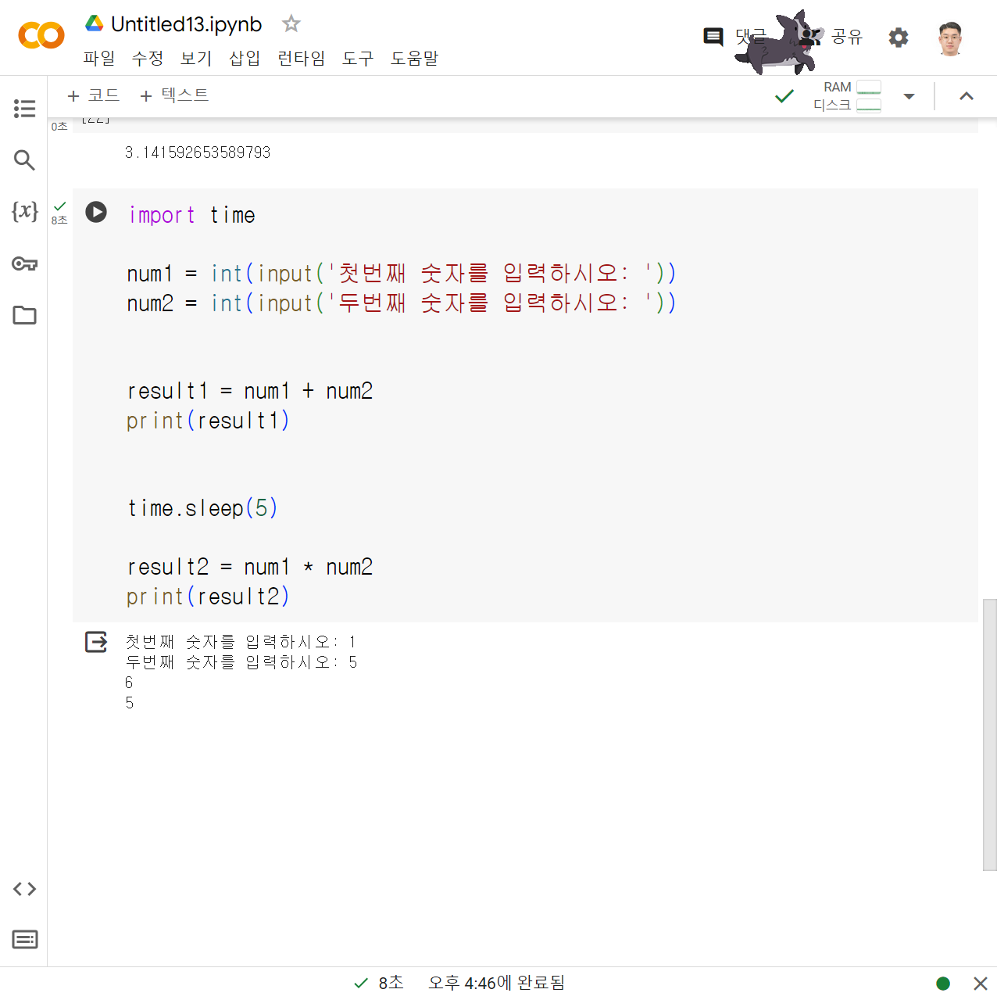 Untitled13.ipynb
댓글 공유
파일 수정 보기 삽입 런타임 도구 도움말
+ 코드 + 텍스트
RAM
디스크
0초
[22]
3.141592653589793
8초
import time
num1 = int(input('첫번째 숫자를 입력하시오: '))
num2 = int(input('두번째 숫자를 입력하시오: '))
result1 = num1 + num2
print(result1)
time.sleep(5)
result2 = num1 * num2
print(result2)
첫번째 숫자를 입력하시오: 1
두번째 숫자를 입력하시오: 5
6
5
8초 오후 4:46에 완료됨